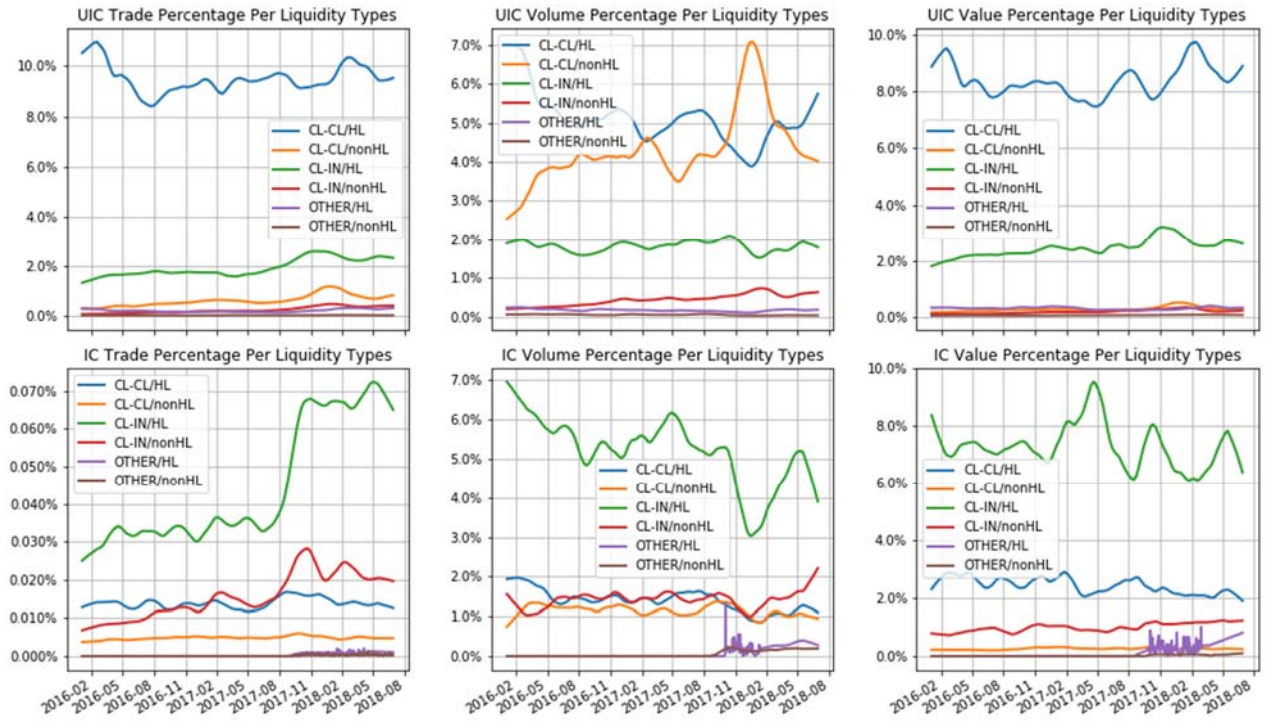 UIC Trade Percentage Per Liquidity Types
10.0%
8.0%
6.0%
4.0%
2.0%
0.0%
CL-CL/HL
CL-CL/nonHL
CL-IN/HL
CL-IN/nonHL
OTHER/HL
OTHER/nonHL
UIC Volume Percentage Per Liquidity Types
7.0%
6.0%
5.0%
4.0%
3.0%
2.0%
1.0%
0.0%
CL-CL/HL
CL-CL/nonHL
CL-IN/HL
CL-IN/nonHL
OTHER/HL
OTHER/nonHL
UIC Value Percentage Per Liquidity Types
10.0%
8.0%
6.0%
4.0%
2.0%
0.0%
CL-CL/HL
CL-CL/nonHL
CL-IN/HL
CL-IN/nonHL
OTHER/HL
OTHER/nonHL
IC Trade Percentage Per Liquidity Types
0.070%
0.060%
0.050%
0.040%
0.030%
0.020%
0.010%
0.000%
CL-CL/HL
CL-CL/nonHL
CL-IN/HL
CL-IN/nonHL
OTHER/HL
OTHER/nonHL
2016-02
2016-05
2016-08
2016-11
2017-02
2017-05
2017-08
2017-11
2018-02
2018-05
2018-08
IC Volume Percentage Per Liquidity Types
7.0%
6.0%
5.0%
4.0%
3.0%
2.0%
1.0%
0.0%
CL-CL/HL
CL-CL/nonHL
CL-IN/HL
CL-IN/nonHL
OTHER/HL
OTHER/nonHL
2016-02
2016-05
2016-08
2016-11
2017-02
2017-05
2017-08
2017-11
2018-02
2018-05
2018-08
IC Value Percentage Per Liquidity Types
10.0%
8.0%
6.0%
4.0%
2.0%
0.0%
CL-CL/HL
CL-CL/nonHL
CL-IN/HL
CL-IN/nonHL
OTHER/HL
OTHER/nonHL
2016-02
2016-05
2016-08
2016-11
2017-02
2017-05
2017-08
2017-11
2018-02
2018-05
2018-08